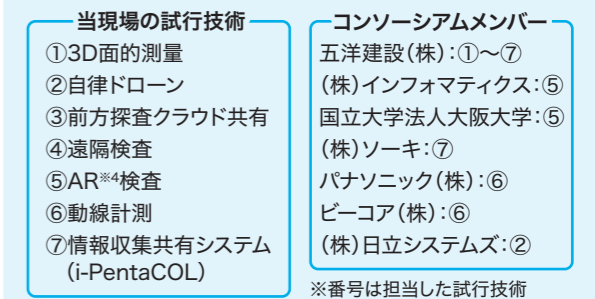 当現場の試行技術
①3D面的測量
②自律ドローン
③前方探査クラウド共有
④遠隔検査
⑤AR※4検査
⑥動線計測
⑦情報収集共有システム
(i-PentaCOL)
コンソーシアムメンバー
五洋建設(株):①〜⑦
(株)インフォマティクス:⑤
国立大学法人大阪大学:⑤
(株)ソーキ:⑦
パナソニック(株):⑥
ビーコア(株):⑥
(株)日立システムズ:②
※番号は担当した試行技術